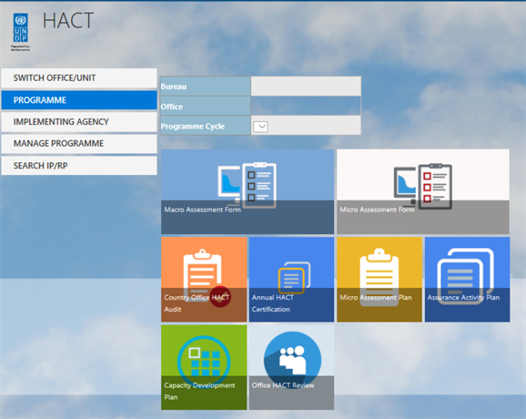 HACT
U N
D P
SWITCH OFFICE/UNIT
PROGRAMME
IMPLEMENTING AGENCY
MANAGE PROGRAMME
SEARCH IP/RP
Bureau
Office
Programme Cycle
Macro Assessment Form
Micro Assessment Form
Country Office HACT
Audit
Annual HACT
Certification
Micro Assessment Plan
Assurance Activity Plan
Capacity Development
Plan
Office HACT Review